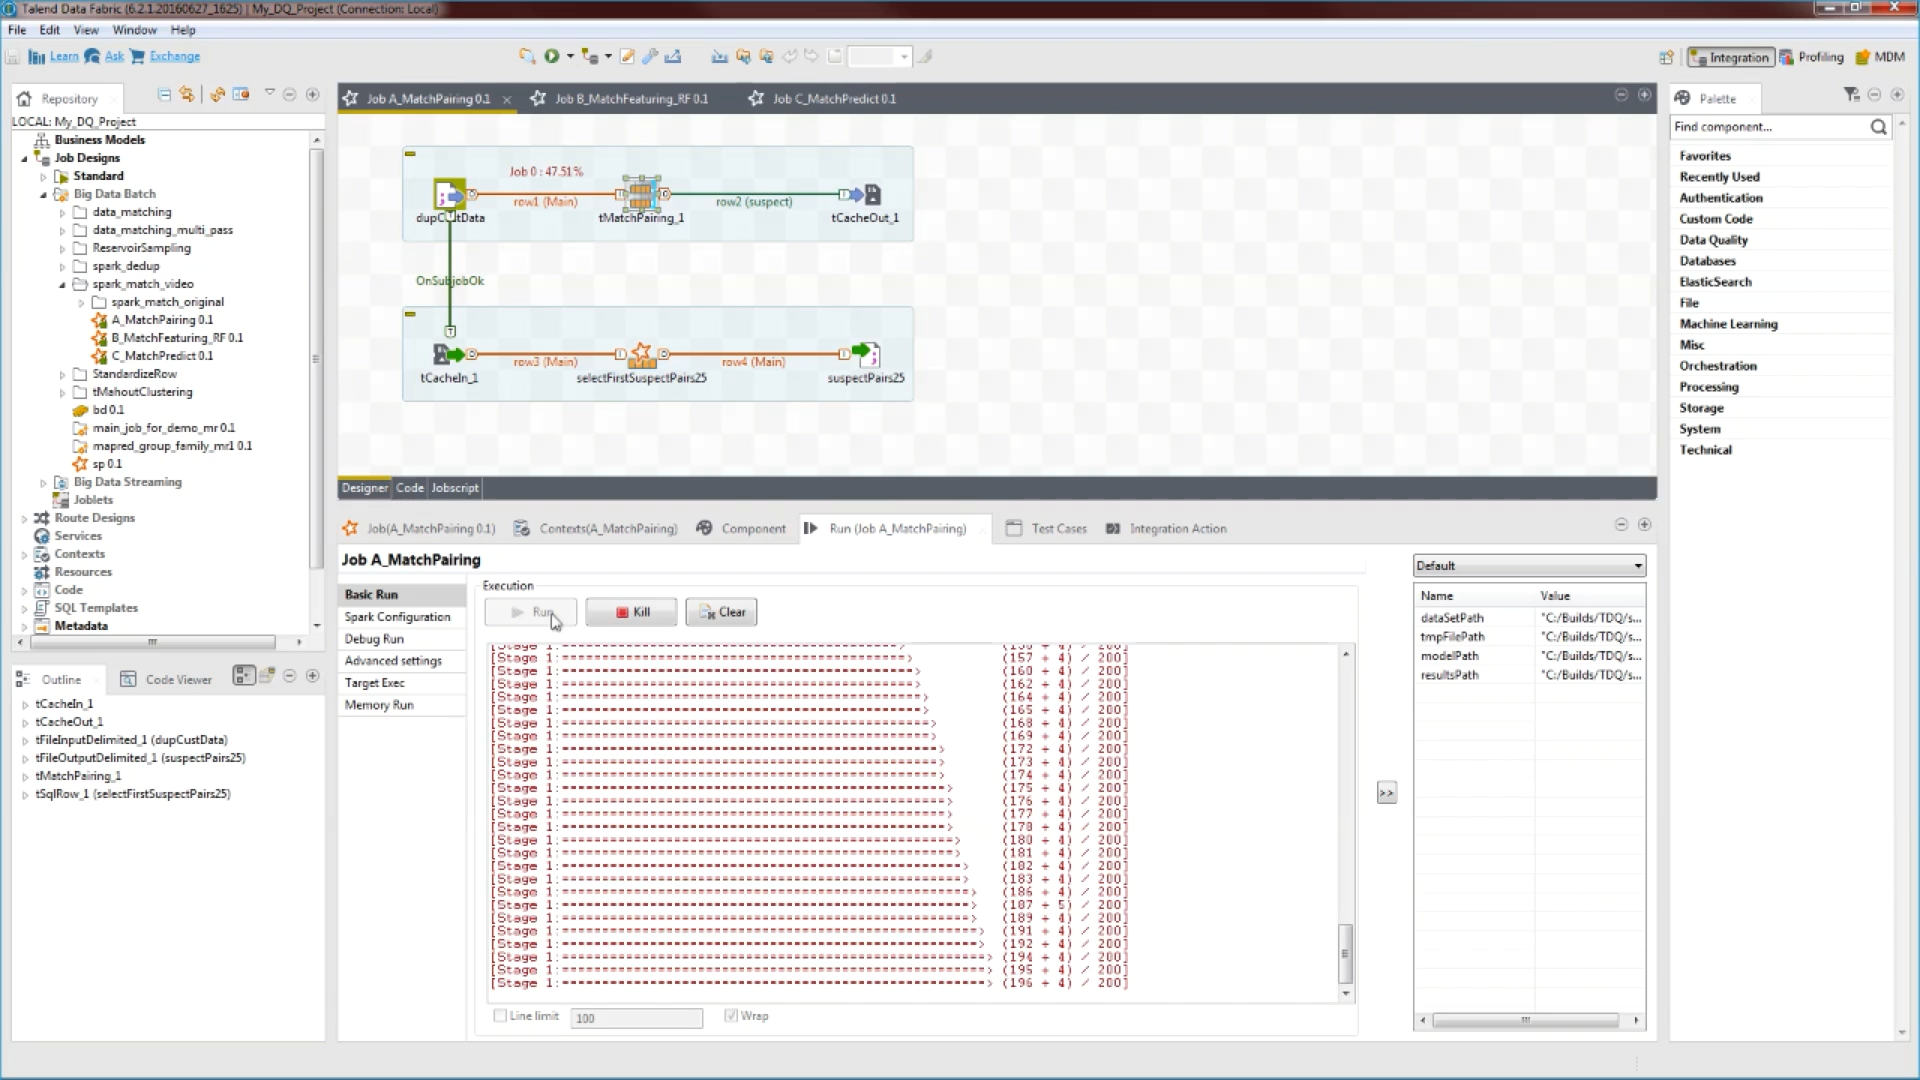 Talend Data Fabric (6.2.1.20160627_1625) | My_DQ_Project (Connection: Local)
File Edit View Window Help
Learn Ask Exchange
Integration Profiling MDM
Repository
LOCAL: My_DQ_Project
Business Models
Job Designs
Standard
Big Data Batch
data_matching
data_matching_multi_pass
ReservoirSampling
spark_dedup
spark_match_video
spark_match_original
A_MatchPairing 0.1
B_MatchFeaturing_RF 0.1
C_MatchPredict 0.1
StandardizeRow
tMahoutClustering
bd 0.1
main_job_for_demo_mr 0.1
mapred_group_family_mr1 0.1
sp 0.1
Big Data Streaming
Joblets
Route Designs
Services
Contexts
Resources
Code
SQL Templates
Metadata
Outline Code Viewer
tCacheIn_1
tCacheOut_1
tFileInputDelimited_1 (dupCustData)
tFileOutputDelimited_1 (suspectPairs25)
tMatchPairing_1
tSqlRow_1 (selectFirstSuspectPairs25)
Job A_MatchPairing 0.1 Job B_MatchFeaturing_RF 0.1 Job C_MatchPredict 0.1
Job 0 : 47.51%
row1 (Main) row2 (suspect)
dupCustData tMatchPairing_1 tCacheOut_1
OnSubjobOk
row3 (Main) row4 (Main)
tCacheIn_1 selectFirstSuspectPairs25 suspectPairs25
Designer Code Jobscript
Job(A_MatchPairing 0.1) Contexts(A_MatchPairing) Component Run (Job A_MatchPairing) Test Cases Integration Action
Job A_MatchPairing
Basic Run
Spark Configuration
Debug Run
Advanced settings
Target Exec
Memory Run
Execution
Run Kill Clear
[Stage 1:=====> (157 + 4) / 200]
[Stage 1:=====> (160 + 4) / 200]
[Stage 1:=====> (162 + 4) / 200]
[Stage 1:=====> (164 + 4) / 200]
[Stage 1:=====> (165 + 4) / 200]
[Stage 1:=====> (168 + 4) / 200]
[Stage 1:=====> (169 + 4) / 200]
[Stage 1:=====> (172 + 4) / 200]
[Stage 1:=====> (173 + 4) / 200]
[Stage 1:=====> (174 + 4) / 200]
[Stage 1:=====> (175 + 4) / 200]
[Stage 1:=====> (176 + 4) / 200]
[Stage 1:=====> (177 + 4) / 200]
[Stage 1:=====> (178 + 4) / 200]
[Stage 1:=====> (180 + 4) / 200]
[Stage 1:=====> (181 + 4) / 200]
[Stage 1:=====> (182 + 4) / 200]
[Stage 1:=====> (183 + 4) / 200]
[Stage 1:=====> (186 + 4) / 200]
[Stage 1:=====> (187 + 5) / 200]
[Stage 1:=====> (189 + 4) / 200]
[Stage 1:=====> (191 + 4) / 200]
[Stage 1:=====> (192 + 4) / 200]
[Stage 1:=====> (194 + 4) / 200]
[Stage 1:=====> (195 + 4) / 200]
[Stage 1:=====> (196 + 4) / 200]
Line limit 100 Wrap
>>
Default
Name Value
dataSetPath "C:/Builds/TDQ/s...
tmpFilePath "C:/Builds/TDQ/s...
modelPath "C:/Builds/TDQ/s...
resultsPath "C:/Builds/TDQ/s...
Palette
Find component...
Favorites
Recently Used
Authentication
Custom Code
Data Quality
Databases
ElasticSearch
File
Machine Learning
Misc
Orchestration
Processing
Storage
System
Technical